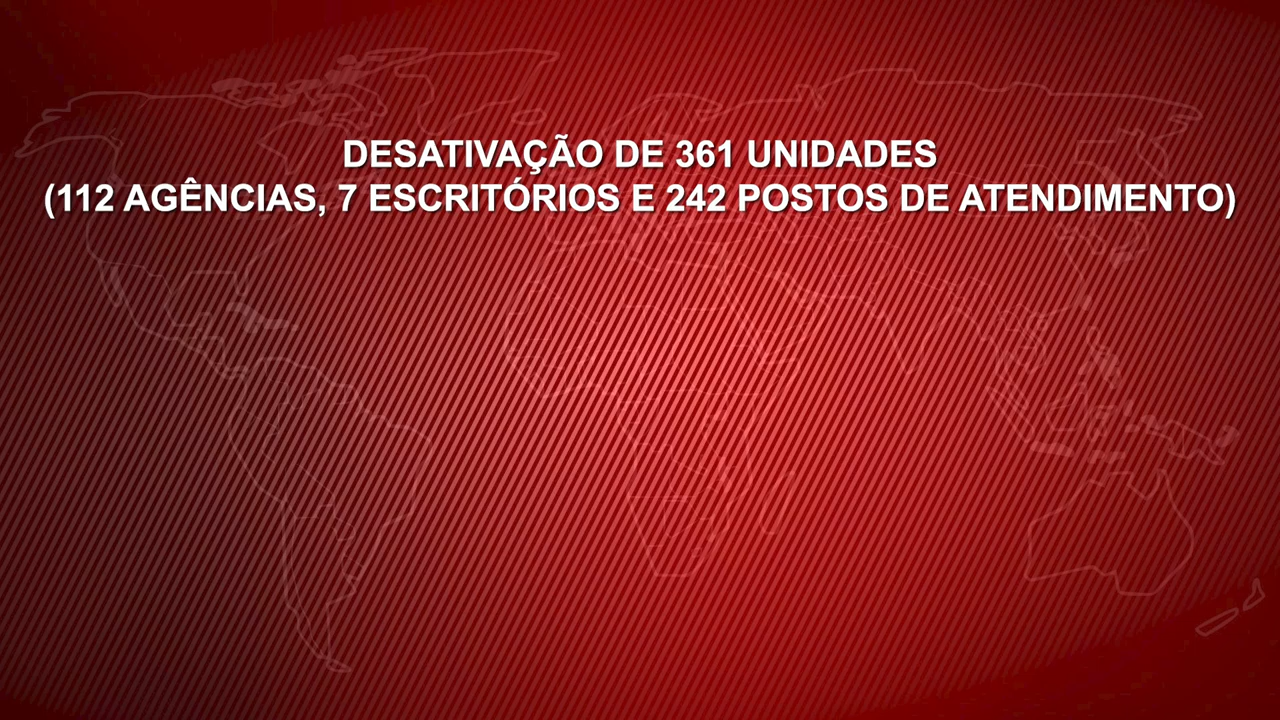 DESATIVAÇÃO DE 361 UNIDADES
(112 AGÊNCIAS, 7 ESCRITÓRIOS E 242 POSTOS DE ATENDIMENTO)